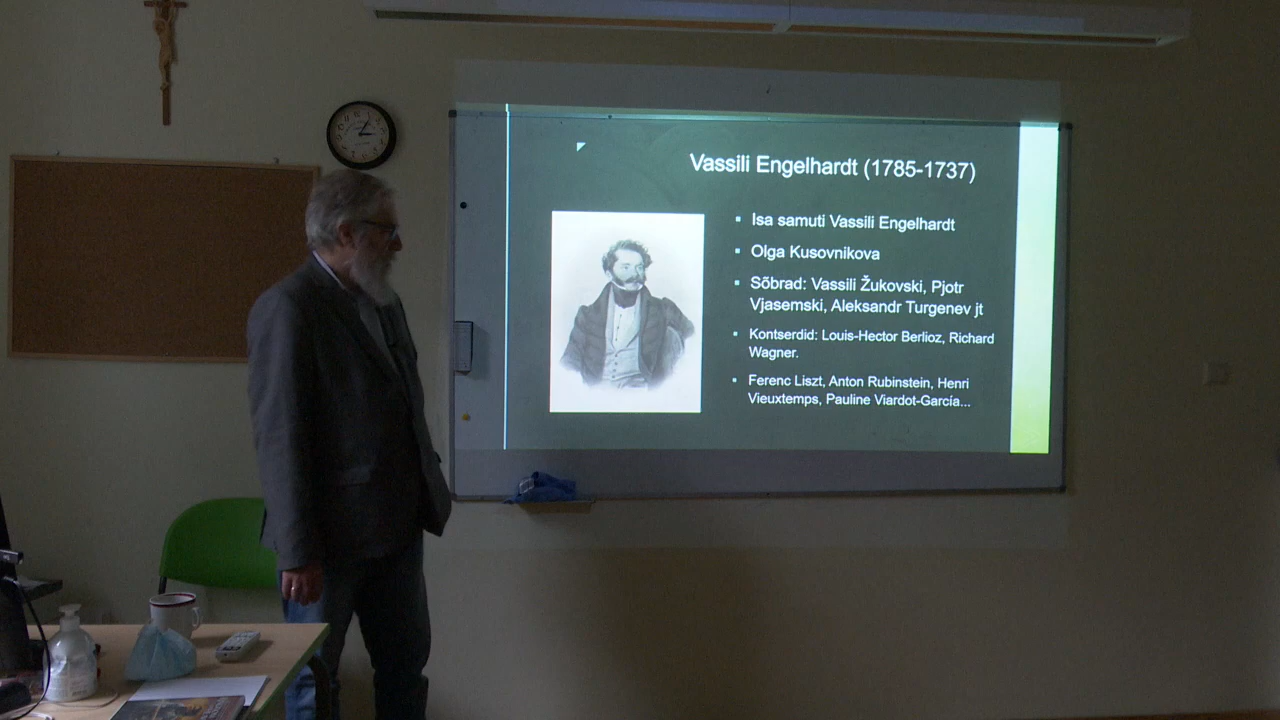 Vassili Engelhardt (1785-1737)
Isa samuti Vassili Engelhardt
Olga Kusovnikova
Sõbrad: Vassili Žukovski, Pjotr
Vjasemski, Aleksandr Turgenev jt
Kontserdid: Louis-Hector Berlioz, Richard
Wagner.
Ferenc Liszt, Anton Rubinstein, Henri
Vieuxtemps, Pauline Viardot-García...